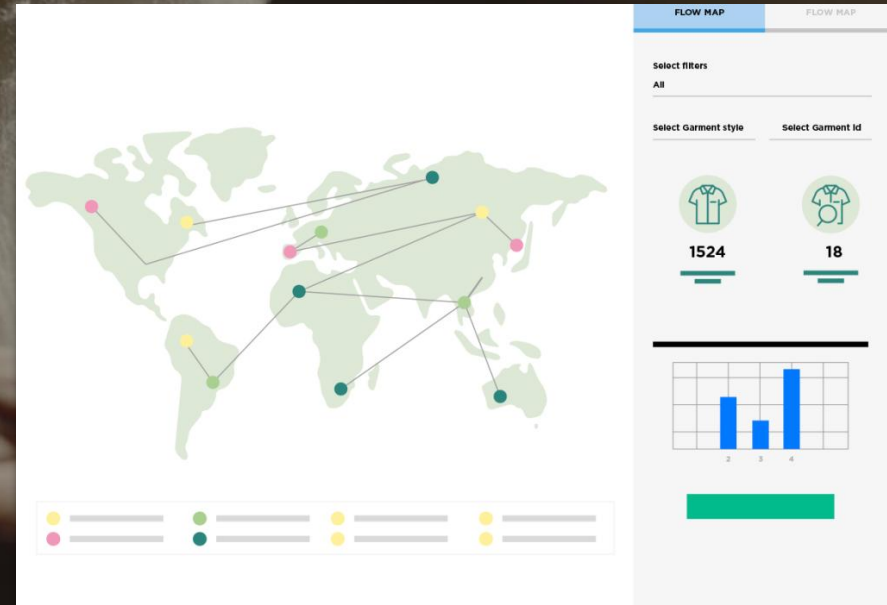 FLOW MAP FLOW MAP
Select filters
All
Select Garment style Select Garment Id
1524 18
2 3 4